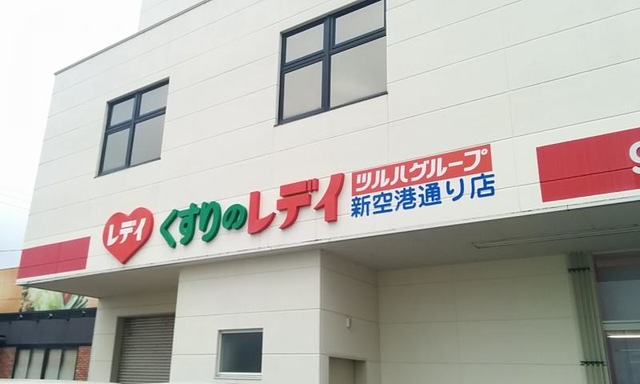 レデイ
くすりのレデイ
ツルハグループ
新空港通り店